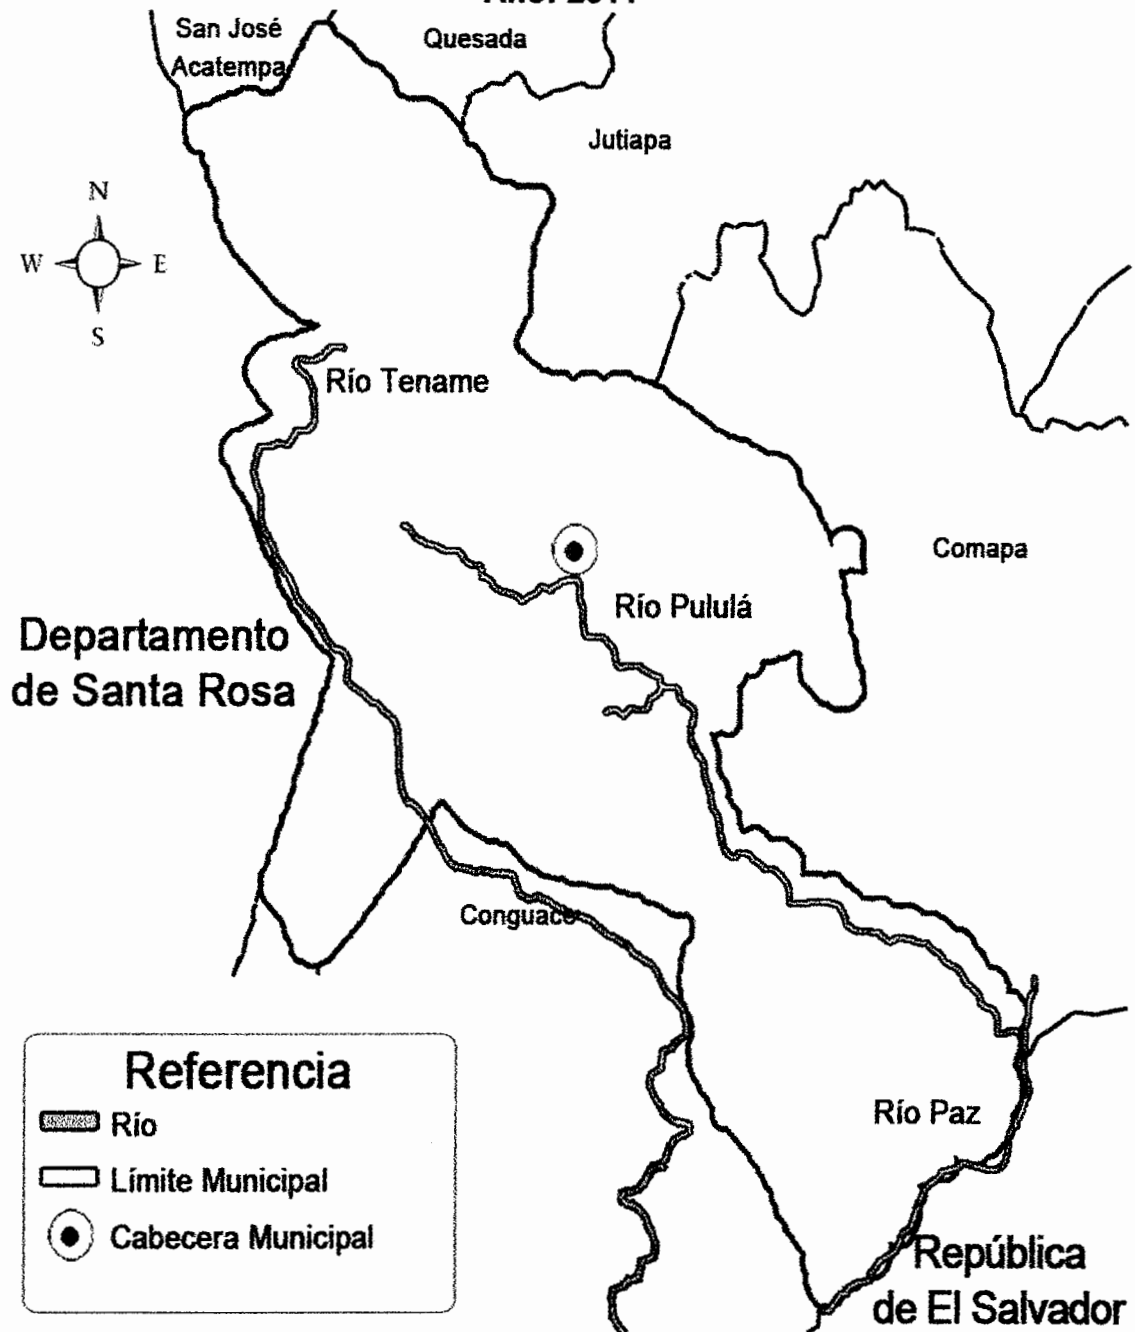 San José
Acatempa
Quesada
Jutiapa
N
W
E
S
Río Tename
Comapa
Río Pululá
Departamento
de Santa Rosa
Conguaco
Referencia
Río
Límite Municipal
Cabecera Municipal
Río Paz
República
de El Salvador